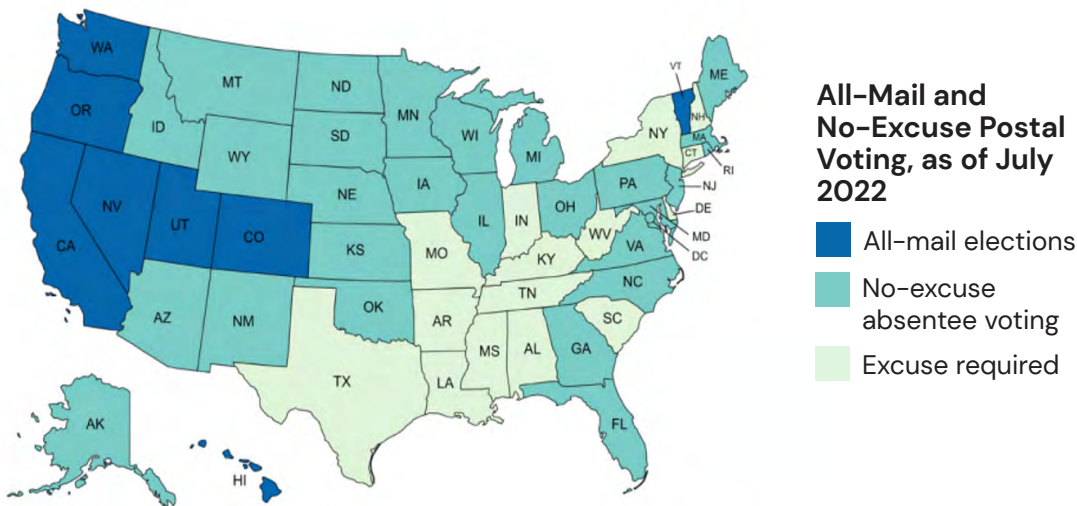 WA
OR
CA
NV
ID
MT
WY
UT
CO
AZ
NM
ND
SD
NE
KS
OK
TX
MN
IA
MO
AR
LA
WI
IL
MI
IN
OH
KY
TN
MS
AL
GA
FL
SC
NC
VA
WV
PA
NY
VT
NH
ME
MA
CT
RI
NJ
DE
MD
DC
AK
HI
All-Mail and
No-Excuse Postal
Voting, as of July
2022
All-mail elections
No-excuse
absentee voting
Excuse required